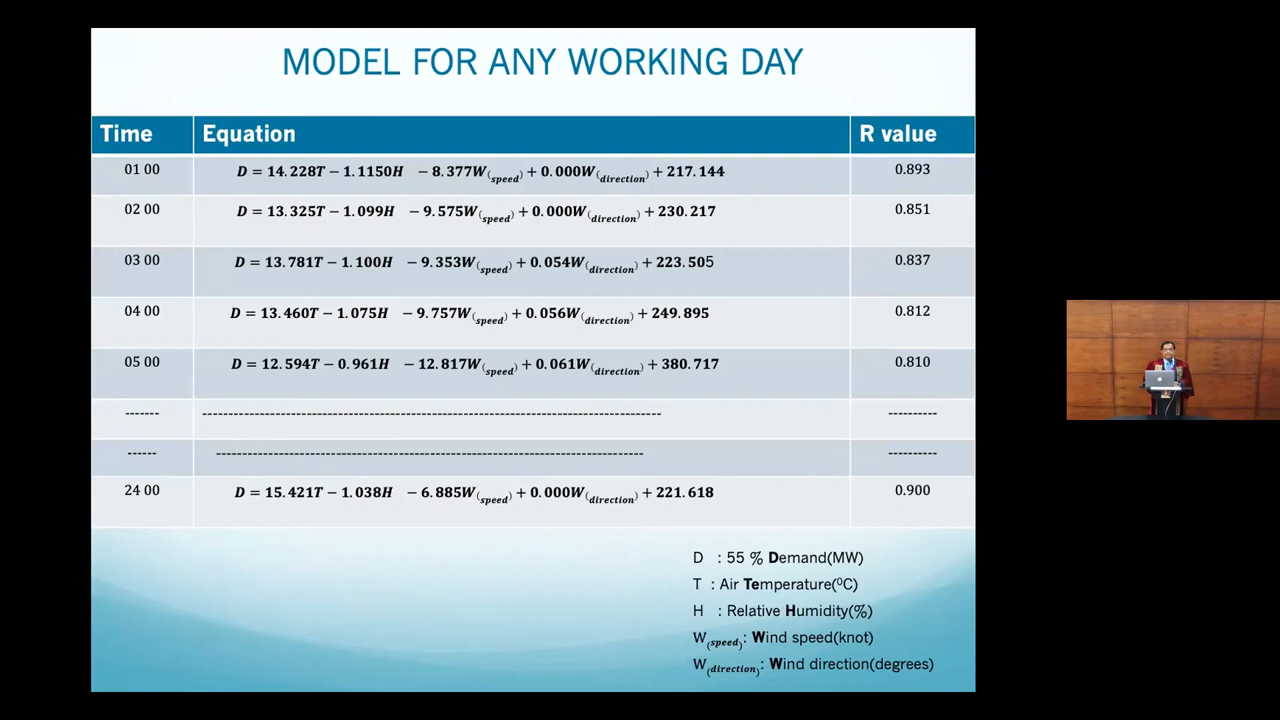 MODEL FOR ANY WORKING DAY
Time Equation R value
01 00 D = 14.228T − 1.1150H − 8.377W(speed) + 0.000W(direction) + 217.144 0.893
02 00 D = 13.325T − 1.099H − 9.575W(speed) + 0.000W(direction) + 230.217 0.851
03 00 D = 13.781T − 1.100H − 9.353W(speed) + 0.054W(direction) + 223.505 0.837
04 00 D = 13.460T − 1.075H − 9.757W(speed) + 0.056W(direction) + 249.895 0.812
05 00 D = 12.594T − 0.961H − 12.817W(speed) + 0.061W(direction) + 380.717 0.810
24 00 D = 15.421T − 1.038H − 6.885W(speed) + 0.000W(direction) + 221.618 0.900
D : 55 % Demand(MW)
T : Air Temperature(⁰C)
H : Relative Humidity(%)
W(speed): Wind speed(knot)
W(direction): Wind direction(degrees)